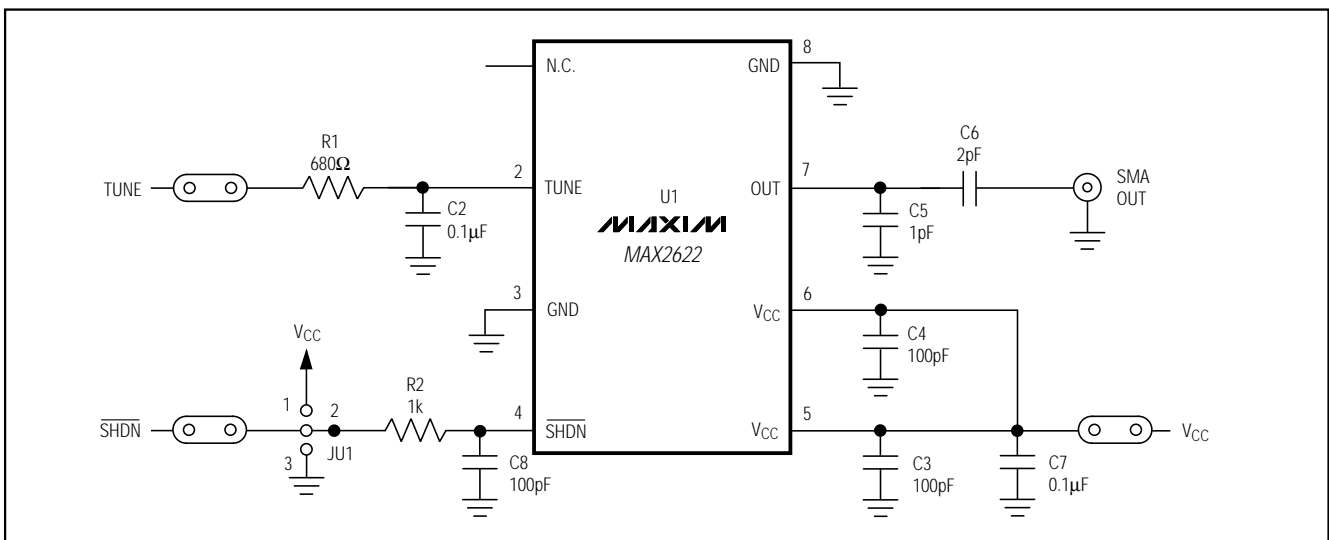 N.C.
GND
8
R1
680Ω
TUNE
2
TUNE
C2
0.1µF
U1
MAXIM
MAX2622
OUT
7
C6
2pF
SMA
OUT
C5
1pF
3
GND
VCC
6
C4
100pF
VCC
1
2
3
JU1
SHDN
R2
1k
4
SHDN
C8
100pF
VCC
5
C3
100pF
C7
0.1µF
VCC